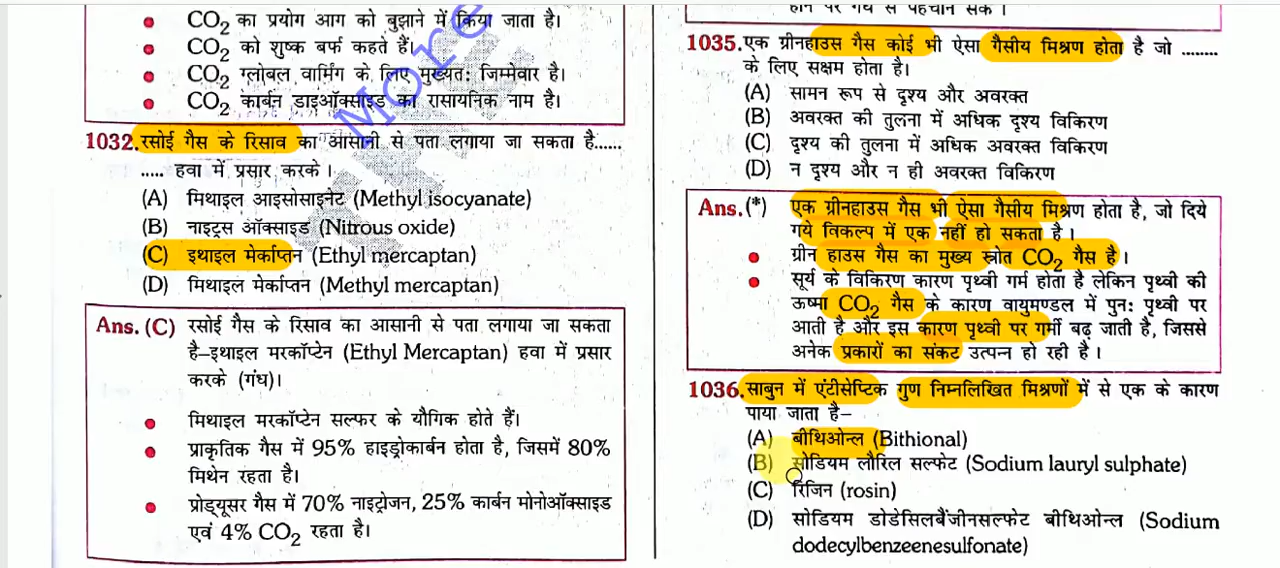 CO2 का प्रयोग आग को बुझाने में किया जाता है।
CO2 को शुष्क बर्फ कहते हैं।
CO2 ग्लोबल वार्मिंग के लिए मुख्यत: जिम्मेवार है।
CO2 कार्बन डाइऑक्साइड का रासायनिक नाम है।
More
1032. रसोई गैस के रिसाव का आसानी से पता लगाया जा सकता है......
..... हवा में प्रसार करके ।
(A) मिथाइल आइसोसाइनेट (Methyl isocyanate)
(B) नाइट्रस ऑक्साइड (Nitrous oxide)
(C) इथाइल मेर्काप्तन (Ethyl mercaptan)
(D) मिथाइल मेर्काप्तन (Methyl mercaptan)
Ans. (C) रसोई गैस के रिसाव का आसानी से पता लगाया जा सकता
है–इथाइल मरकॉप्टेन (Ethyl Mercaptan) हवा में प्रसार
करके (गंध)।
मिथाइल मरकॉप्टेन सल्फर के यौगिक होते हैं।
प्राकृतिक गैस में 95% हाइड्रोकार्बन होता है, जिसमें 80%
मिथेन रहता है।
प्रोड्यूसर गैस में 70% नाइट्रोजन, 25% कार्बन मोनोऑक्साइड
एवं 4% CO2 रहता है।
1035. एक ग्रीनहाउस गैस कोई भी ऐसा गैसीय मिश्रण होता है जो ........
के लिए सक्षम होता है।
(A) सामन रूप से दृश्य और अवरक्त
(B) अवरक्त की तुलना में अधिक दृश्य विकिरण
(C) दृश्य की तुलना में अधिक अवरक्त विकिरण
(D) न दृश्य और न ही अवरक्त विकिरण
Ans. (*) एक ग्रीनहाउस गैस भी ऐसा गैसीय मिश्रण होता है, जो दिये
गये विकल्प में एक नहीं हो सकता है ।
ग्रीन हाउस गैस का मुख्य स्रोत CO2 गैस है ।
सूर्य के विकिरण कारण पृथ्वी गर्म होता है लेकिन पृथ्वी की
ऊष्मा CO2 गैस के कारण वायुमण्डल में पुन: पृथ्वी पर
आती है और इस कारण पृथ्वी पर गर्मी बढ़ जाती है, जिससे
अनेक प्रकारों का संकट उत्पन्न हो रही है ।
1036. साबुन में एंटीसेप्टिक गुण निम्नलिखित मिश्रणों में से एक के कारण
पाया जाता है–
(A) बीथिओन्ल (Bithional)
(B) सोडियम लौरिल सल्फेट (Sodium lauryl sulphate)
(C) रिजिन (rosin)
(D) सोडियम डोडेसिलबैंजीनसल्फेट बीथिओन्ल (Sodium
dodecylbenzeenesulfonate)